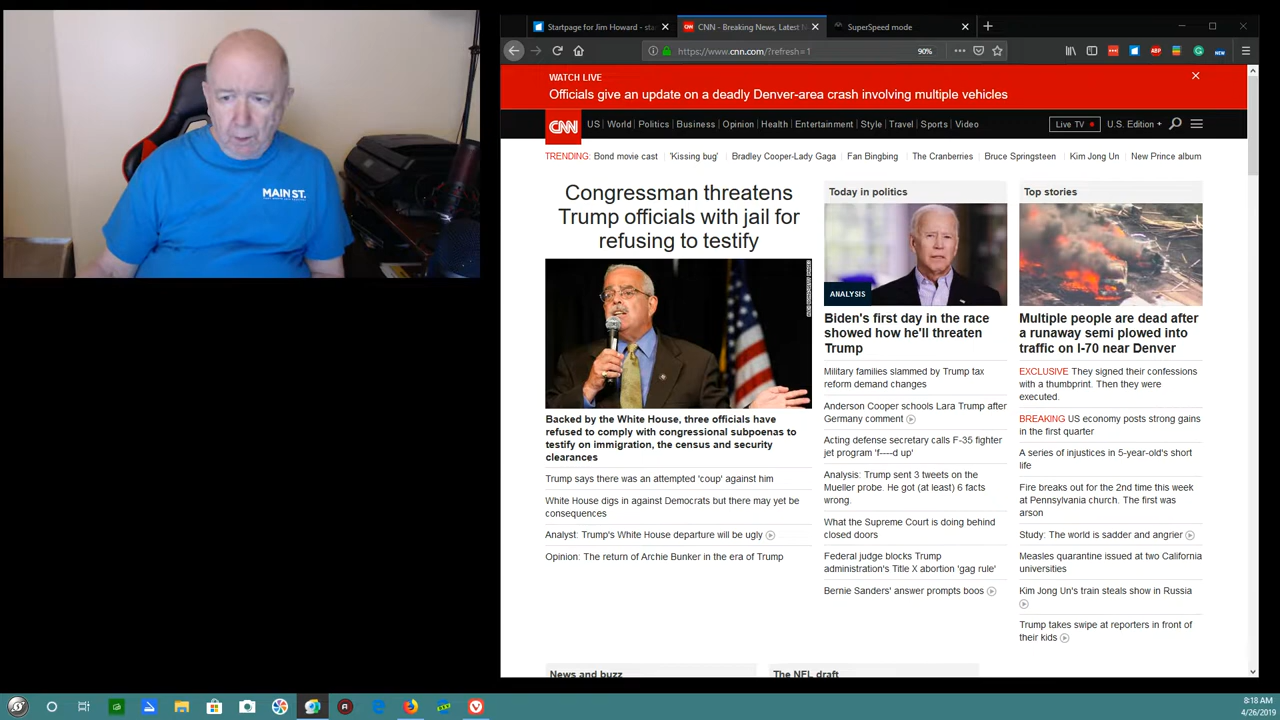 Startpage for Jim Howard - sta
CNN - Breaking News, Latest N
SuperSpeed mode
https://www.cnn.com/?refresh=1
90%
ABP
NEW
WATCH LIVE
Officials give an update on a deadly Denver-area crash involving multiple vehicles
CNN
US World Politics Business Opinion Health Entertainment Style Travel Sports Video
Live TV
U.S. Edition +
TRENDING: Bond movie cast 'Kissing bug' Bradley Cooper-Lady Gaga Fan Bingbing The Cranberries Bruce Springsteen Kim Jong Un New Prince album
MAIN ST.
Congressman threatens
Trump officials with jail for
refusing to testify
Backed by the White House, three officials have
refused to comply with congressional subpoenas to
testify on immigration, the census and security
clearances
Trump says there was an attempted 'coup' against him
White House digs in against Democrats but there may yet be
consequences
Analyst: Trump's White House departure will be ugly
Opinion: The return of Archie Bunker in the era of Trump
Today in politics
ANALYSIS
Biden's first day in the race
showed how he'll threaten
Trump
Military families slammed by Trump tax
reform demand changes
Anderson Cooper schools Lara Trump after
Germany comment
Acting defense secretary calls F-35 fighter
jet program 'f----d up'
Analysis: Trump sent 3 tweets on the
Mueller probe. He got (at least) 6 facts
wrong.
What the Supreme Court is doing behind
closed doors
Federal judge blocks Trump
administration's Title X abortion 'gag rule'
Bernie Sanders' answer prompts boos
Top stories
Multiple people are dead after
a runaway semi plowed into
traffic on I-70 near Denver
EXCLUSIVE They signed their confessions
with a thumbprint. Then they were
executed.
BREAKING US economy posts strong gains
in the first quarter
A series of injustices in 5-year-old's short
life
Fire breaks out for the 2nd time this week
at Pennsylvania church. The first was
arson
Study: The world is sadder and angrier
Measles quarantine issued at two California
universities
Kim Jong Un's train steals show in Russia
Trump takes swipe at reporters in front of
their kids
News and buzz
The NFL draft
8:18 AM
4/26/2019